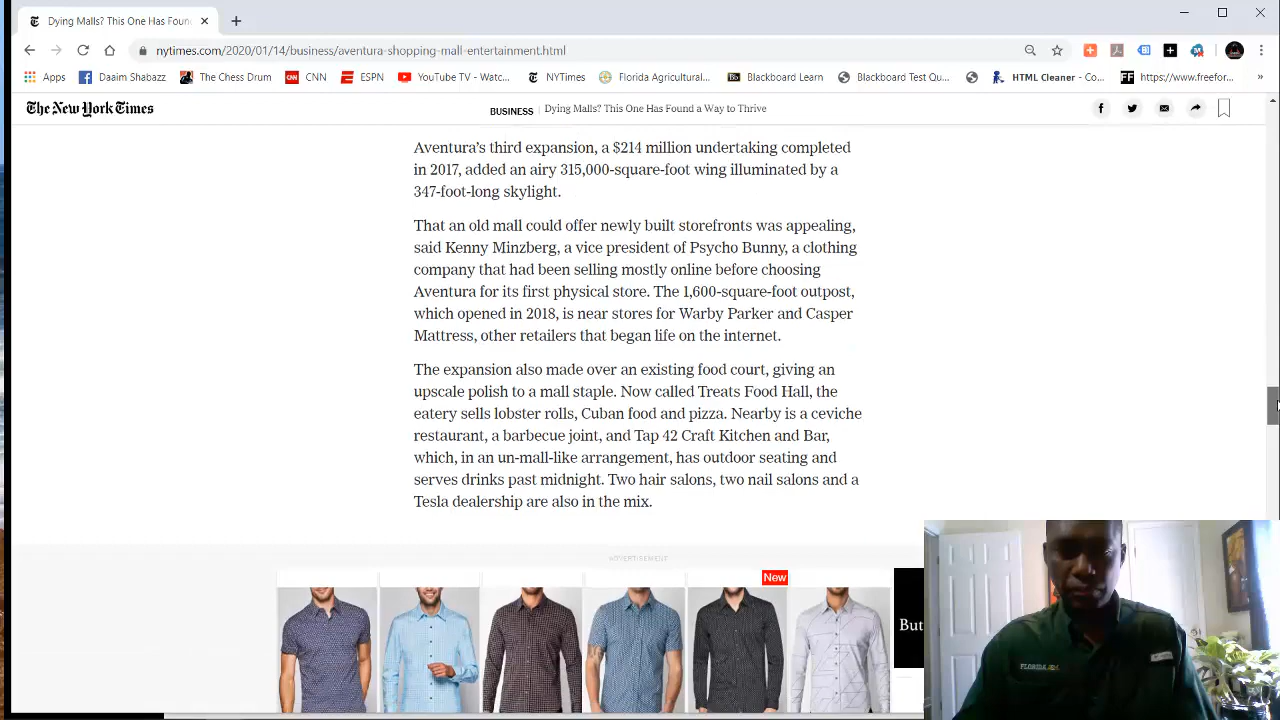 Dying Malls? This One Has Foun
nytimes.com/2020/01/14/business/aventura-shopping-mall-entertainment.html
Apps Daaim Shabazz The Chess Drum CNN ESPN YouTube - Watc... NYTimes Florida Agricultural... Blackboard Learn Blackboard Test Qu... HTML Cleaner - Co... https://www.freefor... »
The New York Times
BUSINESS | Dying Malls? This One Has Found a Way to Thrive
Aventura's third expansion, a $214 million undertaking completed
in 2017, added an airy 315,000-square-foot wing illuminated by a
347-foot-long skylight.
That an old mall could offer newly built storefronts was appealing,
said Kenny Minzberg, a vice president of Psycho Bunny, a clothing
company that had been selling mostly online before choosing
Aventura for its first physical store. The 1,600-square-foot outpost,
which opened in 2018, is near stores for Warby Parker and Casper
Mattress, other retailers that began life on the internet.
The expansion also made over an existing food court, giving an
upscale polish to a mall staple. Now called Treats Food Hall, the
eatery sells lobster rolls, Cuban food and pizza. Nearby is a ceviche
restaurant, a barbecue joint, and Tap 42 Craft Kitchen and Bar,
which, in an un-mall-like arrangement, has outdoor seating and
serves drinks past midnight. Two hair salons, two nail salons and a
Tesla dealership are also in the mix.
ADVERTISEMENT
New
But
FLORIDA